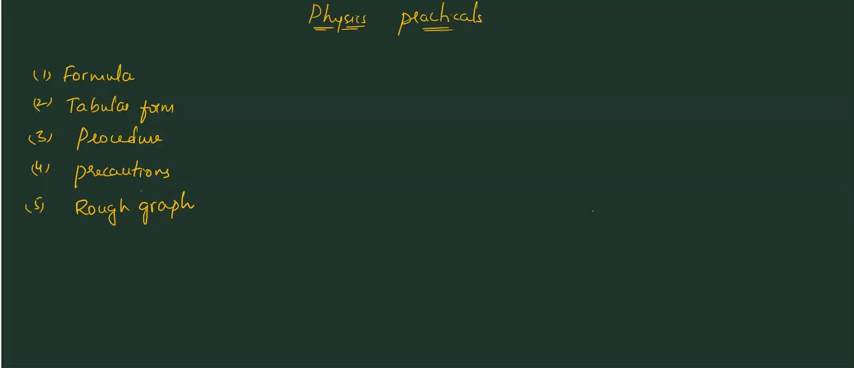 Physics practicals
(1) Formula
(2) Tabular form
(3) Procedure
(4) precautions
(5) Rough graph